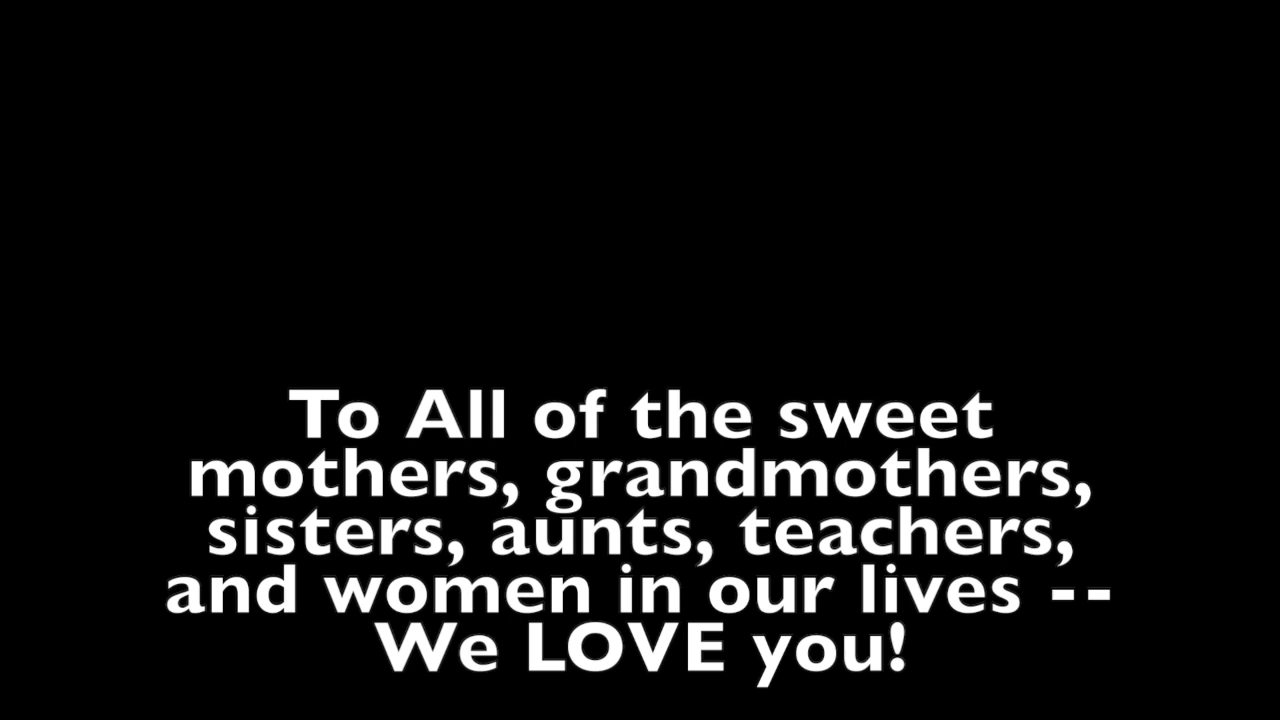 To All of the sweet
mothers, grandmothers,
sisters, aunts, teachers,
and women in our lives --
We LOVE you!